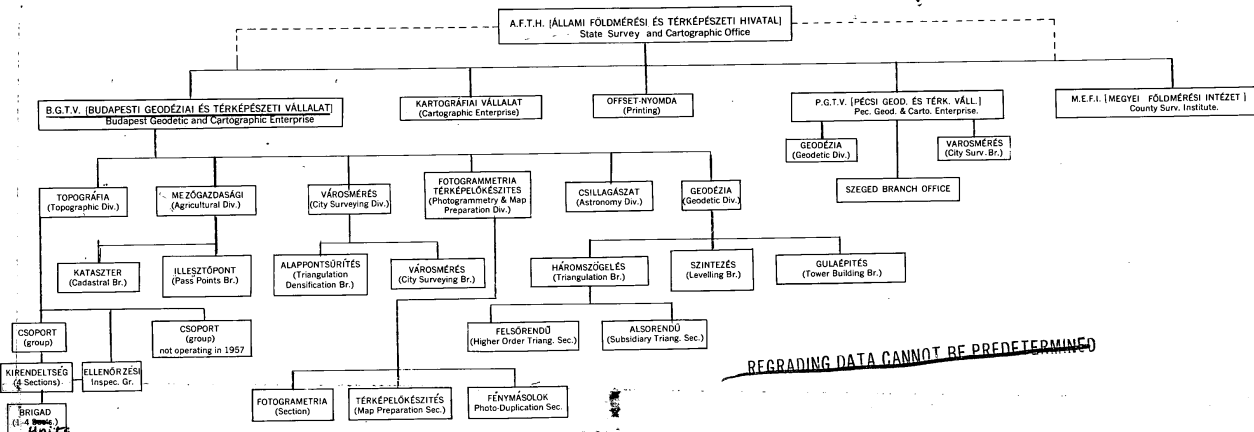 A.F.T.H. [ÁLLAMI FÖLDMÉRÉSI ÉS TÉRKÉPÉSZETI HIVATAL]
State Survey and Cartographic Office
B.G.T.V. [BUDAPESTI GEODÉZIAI ÉS TÉRKÉPÉSZETI VÁLLALAT]
Budapest Geodetic and Cartographic Enterprise
KARTOGRÁFIAI VÁLLALAT
(Cartographic Enterprise)
OFFSET-NYOMDA
(Printing)
P.G.T.V. [PÉCSI GEOD. ÉS TÉRK. VÁLL.]
Pec. Geod. & Carto. Enterprise.
M.E.F.I. [MEGYEI FÖLDMÉRÉSI INTÉZET]
County Surv. Institute.
GEODÉZIA
(Geodetic Div.)
VAROSMÉRÉS
(City Surv. Br.)
SZEGED BRANCH OFFICE
TOPOGRÁFIA
(Topographic Div.)
MEZŐGAZDASÁGI
(Agricultural Div.)
VÁROSMÉRÉS
(City Surveying Div.)
FOTOGRAMMETRIA
TÉRKÉPELŐKÉSZITES
(Photogrammetry & Map
Preparation Div.)
CSILLAGÁSZAT
(Astronomy Div.)
GEODÉZIA
(Geodetic Div.)
KATASZTER
(Cadastral Br.)
ILLESZTŐPONT
(Pass Points Br.)
ALAPPONTSŰRÍTÉS
(Triangulation
Densification Br.)
VÁROSMÉRÉS
(City Surveying Br.)
HÁROMSZÖGELÉS
(Triangulation Br.)
SZINTEZÉS
(Levelling Br.)
GULAÉPITÉS
(Tower Building Br.)
CSOPORT
(group)
CSOPORT
(group)
not operating in 1957
FELSŐRENDŰ
(Higher Order Triang. Sec.)
ALSORENDŰ
(Subsidiary Triang. Sec.)
KIRENDELTSÉG
(4 Sections)
ELLENŐRZÉSI
Inspec. Gr.
BRIGAD
Units
FOTOGRAMETRIA
(Section)
TÉRKÉPELŐKÉSZITÉS
(Map Preparation Sec.)
FÉNYMÁSOLOK
Photo-Duplication Sec.
REGRADING DATA CANNOT BE PREDETERMINED